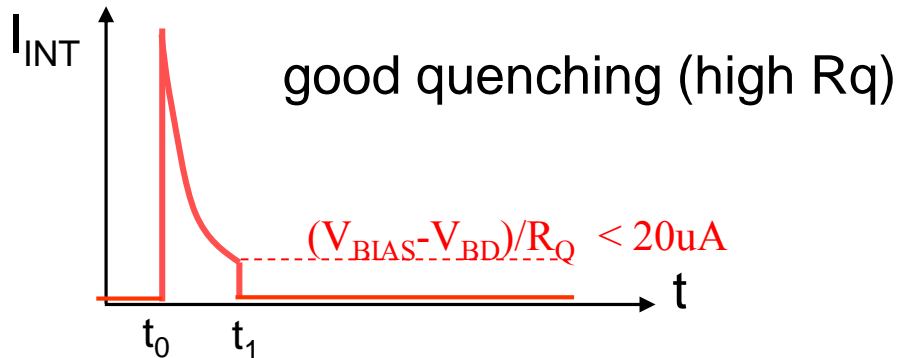 I_INT
good quenching (high Rq)
(V_BIAS-V_BD)/R_Q < 20uA
t
t_0 t_1